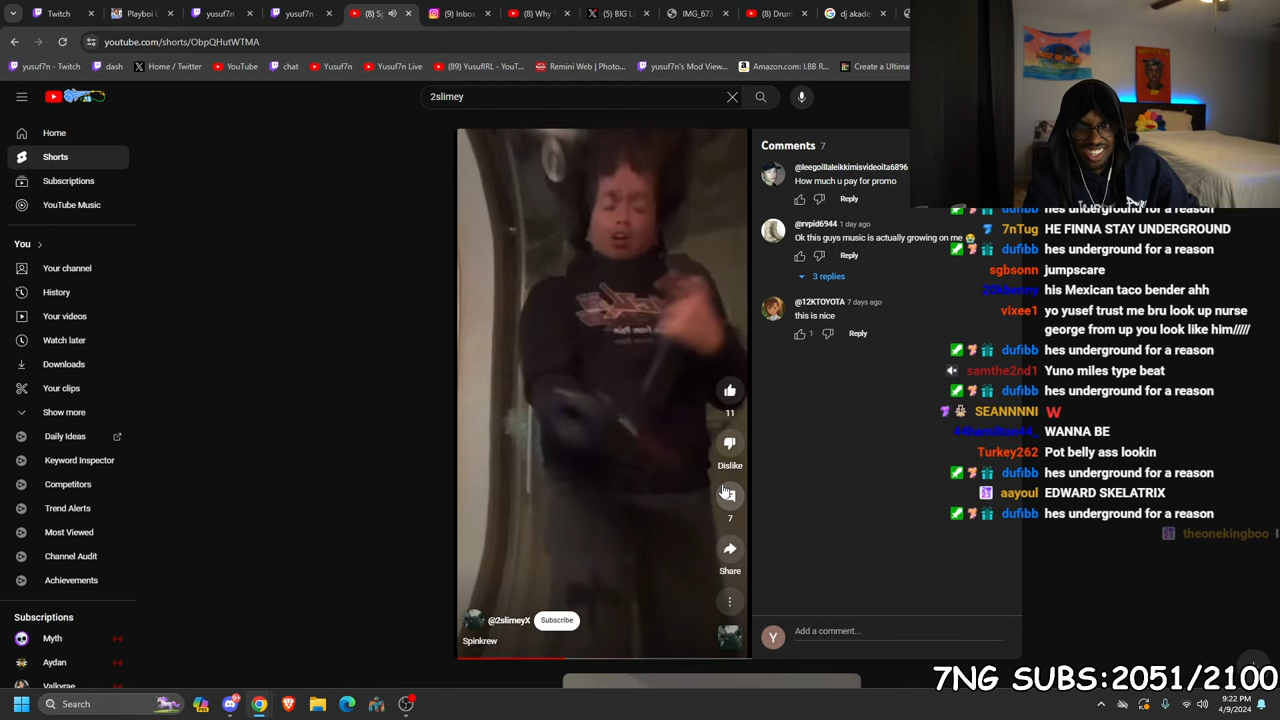 Twitch
Playboi C
yusuf7n
yusuf7n
(8) S
(9) Inbox
(8) Why
(5) BIG L
IMG_673
(8) Drum
dj akade
youtube.com/shorts/ObpQHutWTMA
yusuf7n - Twitch
dash
Home / Twitter
YouTube
chat
Yusuf7n
Yusuf7n Live
(89) YusufIRL - YouT...
Remini Web | Photo...
yusuf7n's Mod View...
Amazon.com: LBB R...
Create a Ultima
2slimey
Home
Shorts
Subscriptions
YouTube Music
You
Your channel
History
Your videos
Watch later
Downloads
Your clips
Show more
Daily Ideas
Keyword Inspector
Competitors
Trend Alerts
Most Viewed
Channel Audit
Achievements
Subscriptions
Myth
Aydan
Valkyrae
11
Dislike
7
Share
@2slimeyX
Subscribe
Spinkrew
Comments 7
@leegoillaleikkimisvideoita6896
How much u pay for promo
Reply
@rvpid6944 1 day ago
Ok this guys music is actually growing on me 😭
Reply
3 replies
@12KTOYOTA 7 days ago
this is nice
1
Reply
Y
Add a comment...
dufibb hes underground for a reason
7nTug HE FINNA STAY UNDERGROUND
dufibb hes underground for a reason
sgbsonn jumpscare
his Mexican taco bender ahh
vixee1 yo yusef trust me bru look up nurse
george from up you look like him/////
dufibb hes underground for a reason
samthe2nd1 Yuno miles type beat
dufibb hes underground for a reason
SEANNNNI W
WANNA BE
Turkey262 Pot belly ass lookin
dufibb hes underground for a reason
aayoul EDWARD SKELATRIX
dufibb hes underground for a reason
theonekingboo
7NG SUBS:2051/2100
Search
9:22 PM
4/9/2024